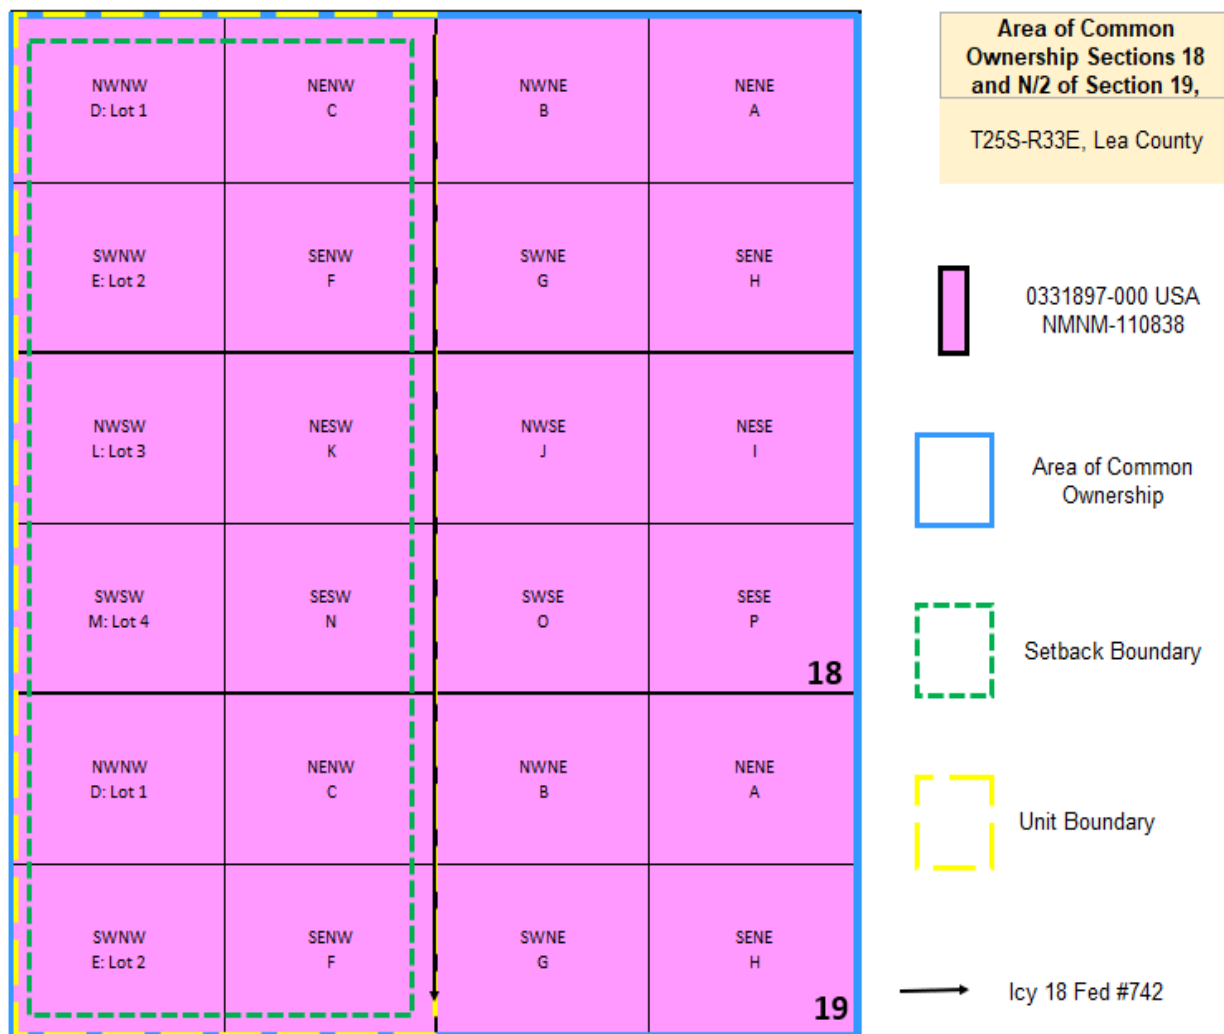 NWNW
D: Lot 1
NENW
C
NWNE
B
NENE
A
SWNW
E: Lot 2
SENW
F
SWNE
G
SENE
H
NWSW
L: Lot 3
NESW
K
NWSE
J
NESE
I
SWSW
M: Lot 4
SESW
N
SWSE
O
SESE
P
18
NWNW
D: Lot 1
NENW
C
NWNE
B
NENE
A
SWNW
E: Lot 2
SENW
F
SWNE
G
SENE
H
19
Area of Common
Ownership Sections 18
and N/2 of Section 19,
T25S-R33E, Lea County
0331897-000 USA
NMNM-110838
Area of Common
Ownership
Setback Boundary
Unit Boundary
Icy 18 Fed #742